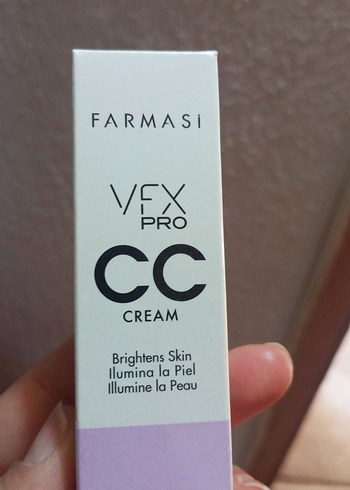 FARMASi
VFX
PRO
CC
CREAM
Brightens Skin
Ilumina la Piel
Illumine la Peau